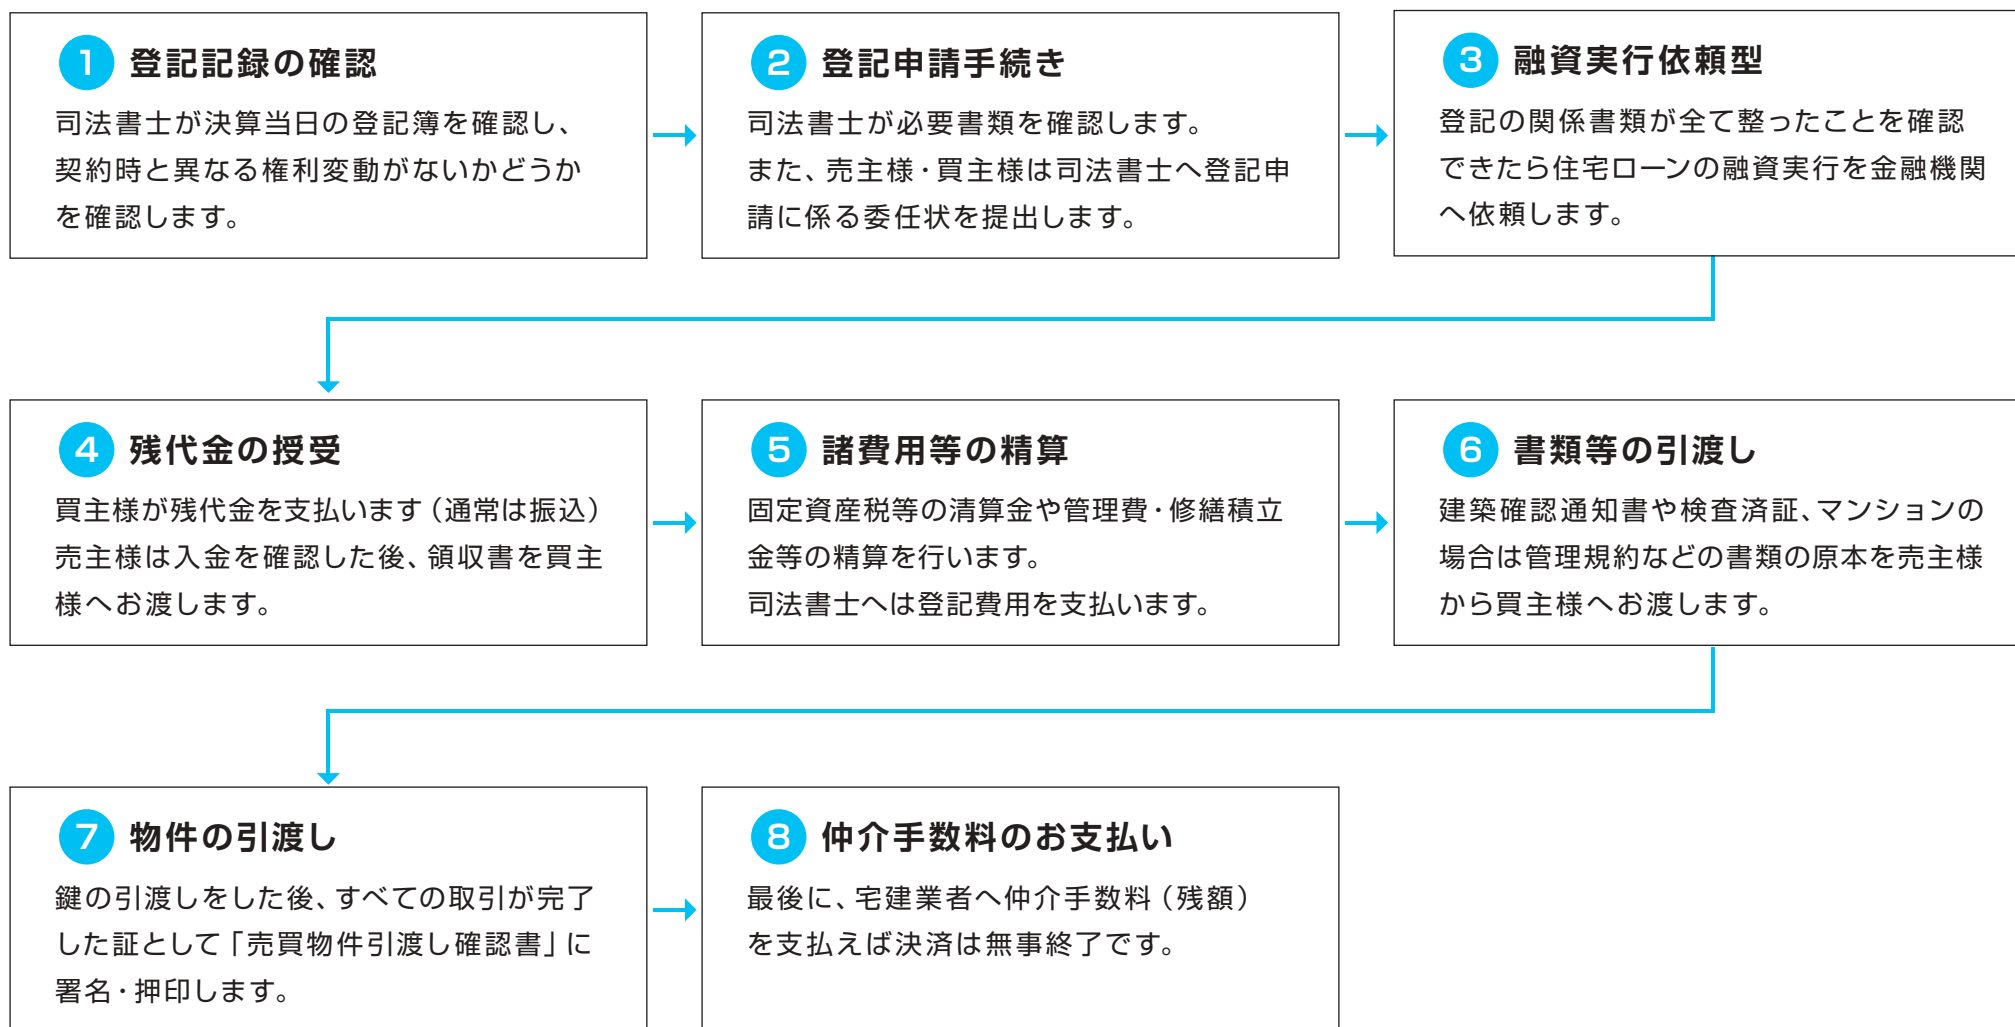 1 登記記録の確認
司法書士が決算当日の登記簿を確認し、
契約時と異なる権利変動がないかどうか
を確認します。
2 登記申請手続き
司法書士が必要書類を確認します。
また、売主様・買主様は司法書士へ登記申
請に係る委任状を提出します。
3 融資実行依頼型
登記の関係書類が全て整ったことを確認
できたら住宅ローンの融資実行を金融機関
へ依頼します。
4 残代金の授受
買主様が残代金を支払います（通常は振込）
売主様は入金を確認した後、領収書を買主
様へお渡します。
5 諸費用等の精算
固定資産税等の清算金や管理費・修繕積立
金等の精算を行います。
司法書士へは登記費用を支払います。
6 書類等の引渡し
建築確認通知書や検査済証、マンションの
場合は管理規約などの書類の原本を売主様
から買主様へお渡します。
7 物件の引渡し
鍵の引渡しをした後、すべての取引が完了
した証として「売買物件引渡し確認書」に
署名・押印します。
8 仲介手数料のお支払い
最後に、宅建業者へ仲介手数料（残額）
を支払えば決済は無事終了です。